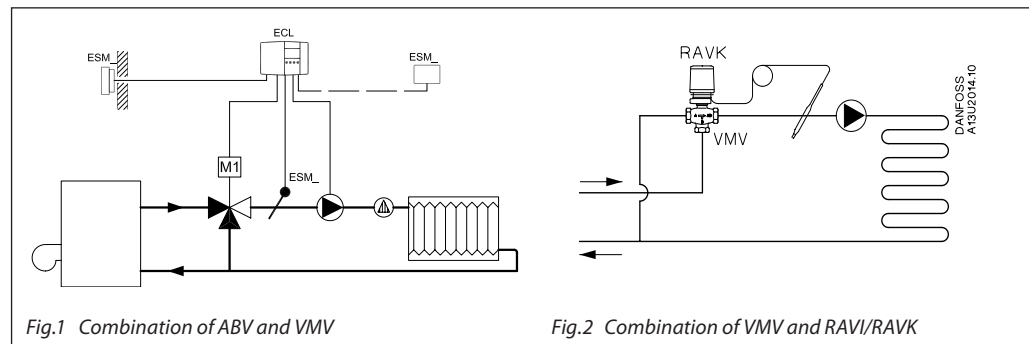 ECL
ESM_
ESM_
M1
ESM_
Fig.1 Combination of ABV and VMV
RAVK
VMV
DANFOSS
A13U2014.10
Fig.2 Combination of VMV and RAVI/RAVK